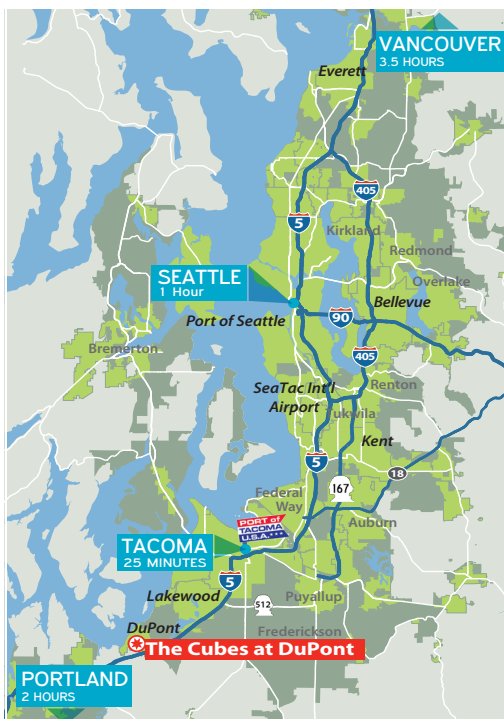 VANCOUVER
3.5 HOURS
Everett
405
5
Kirkland
Redmond
SEATTLE
1 Hour
Overlake
Bellevue
90
Port of Seattle
Bremerton
405
SeaTac Int'l
Airport
Renton
Tukwila
Kent
5
18
167
Federal
Way
PORT of
TACOMA
U.S.A.
Auburn
TACOMA
25 MINUTES
5
Lakewood
512
Puyallup
DuPont
Frederickson
The Cubes at DuPont
PORTLAND
2 HOURS